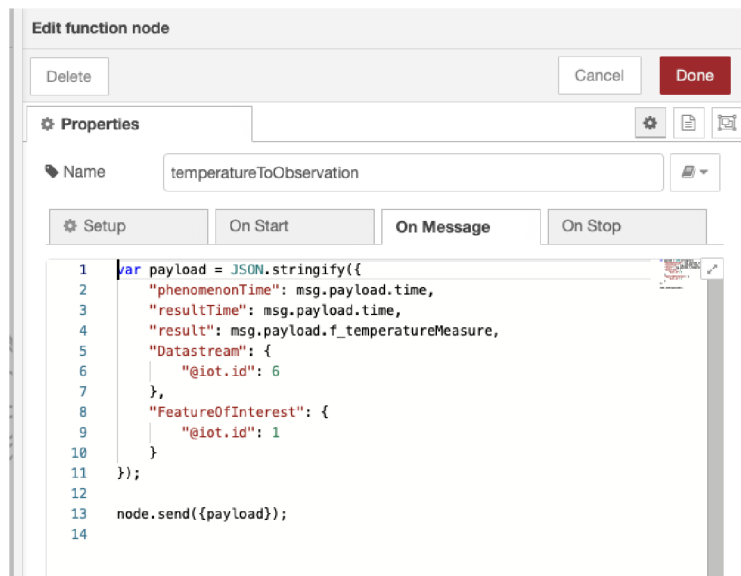 Edit function node
Delete
Cancel
Done
Properties
Name
temperatureToObservation
Setup
On Start
On Message
On Stop
1 var payload = JSON.stringify({
2 "phenomenonTime": msg.payload.time,
3 "resultTime": msg.payload.time,
4 "result": msg.payload.f_temperatureMeasure,
5 "Datastream": {
6 "@iot.id": 6
7 },
8 "FeatureOfInterest": {
9 "@iot.id": 1
10 }
11 });
12
13 node.send({payload});
14